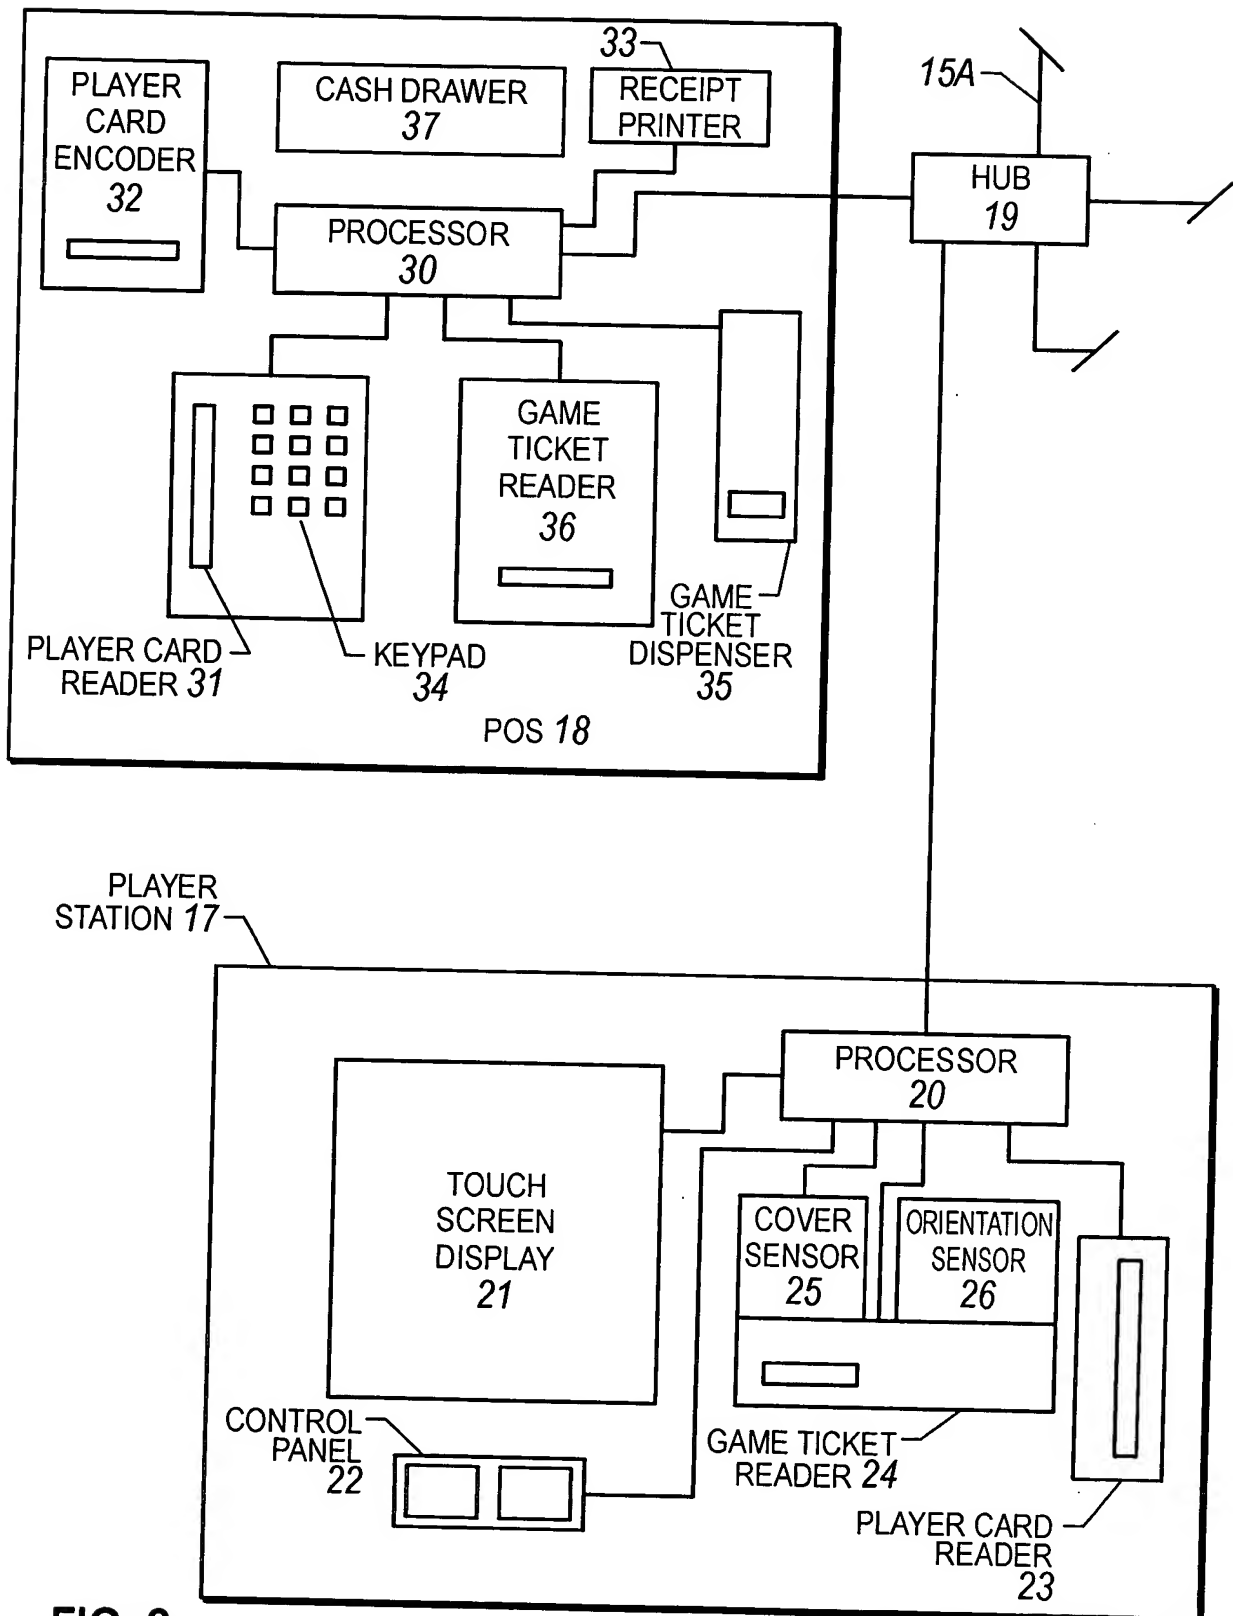 PLAYER
CARD
ENCODER
32
CASH DRAWER
37
33
RECEIPT
PRINTER
15A
HUB
19
PROCESSOR
30
GAME
TICKET
READER
36
PLAYER CARD
READER 31
KEYPAD
34
GAME
TICKET
DISPENSER
35
POS 18
PLAYER
STATION 17
PROCESSOR
20
TOUCH
SCREEN
DISPLAY
21
COVER
SENSOR
25
ORIENTATION
SENSOR
26
CONTROL
PANEL
22
GAME TICKET
READER 24
PLAYER CARD
READER
23